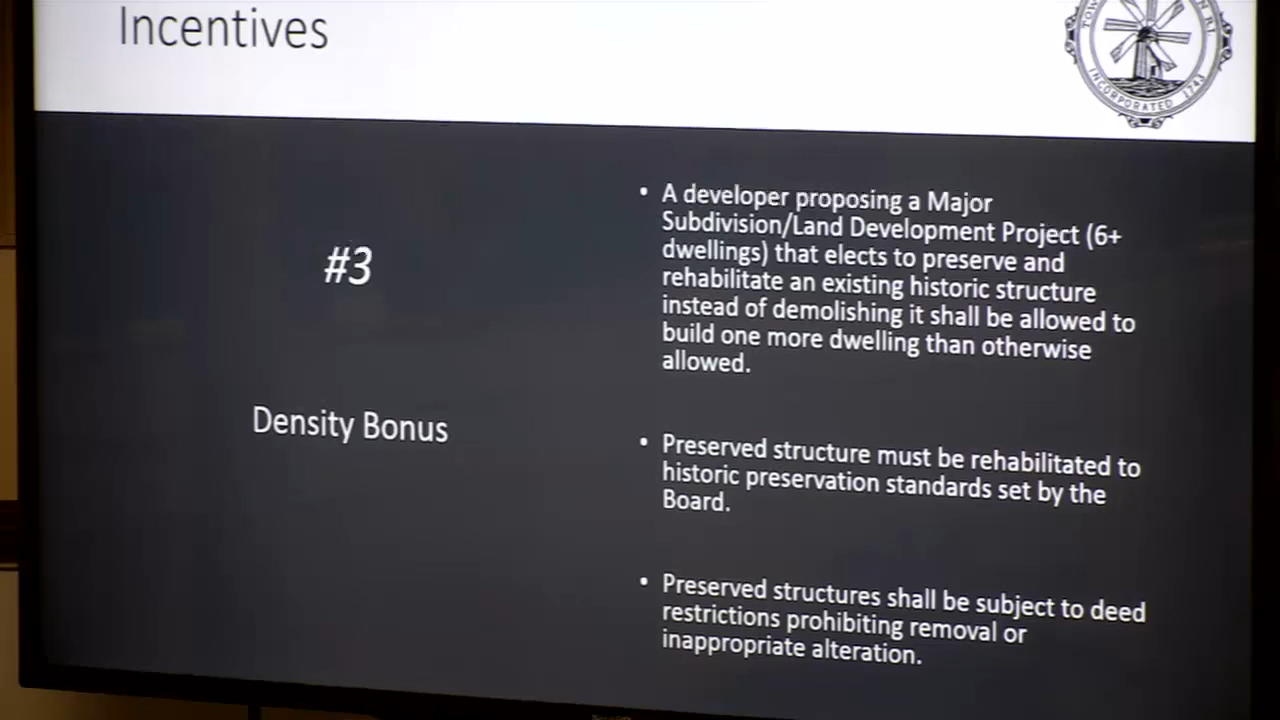 Incentives
INCORPORATED 1743
#3
Density Bonus
• A developer proposing a Major
Subdivision/Land Development Project (6+
dwellings) that elects to preserve and
rehabilitate an existing historic structure
instead of demolishing it shall be allowed to
build one more dwelling than otherwise
allowed.
• Preserved structure must be rehabilitated to
historic preservation standards set by the
Board.
• Preserved structures shall be subject to deed
restrictions prohibiting removal or
inappropriate alteration.